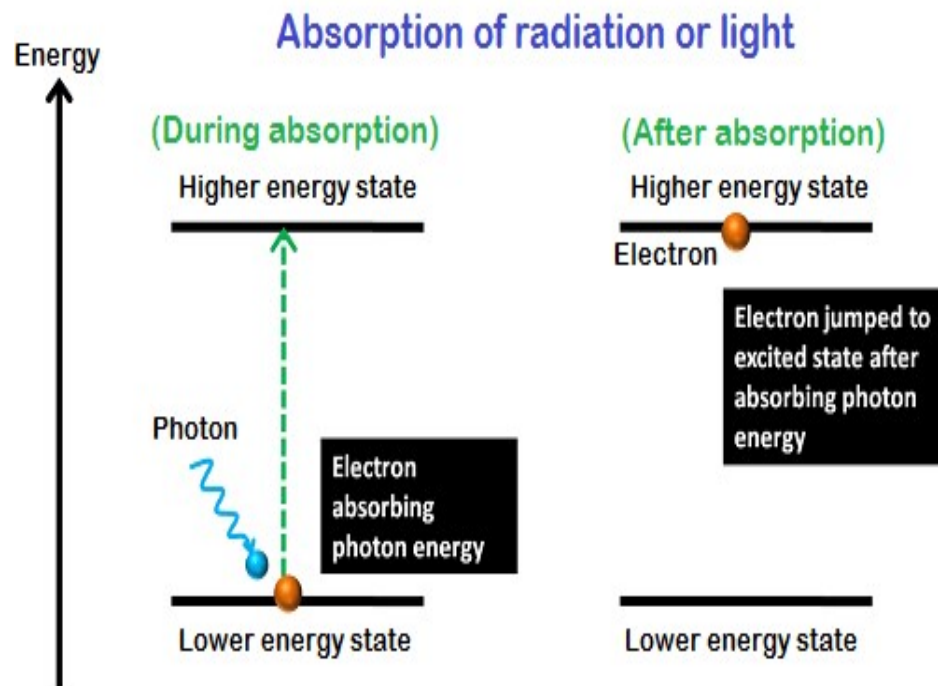 Absorption of radiation or light
Energy
(During absorption)
Higher energy state
Photon
Electron
absorbing
photon energy
Lower energy state
(After absorption)
Higher energy state
Electron
Electron jumped to
excited state after
absorbing photon
energy
Lower energy state